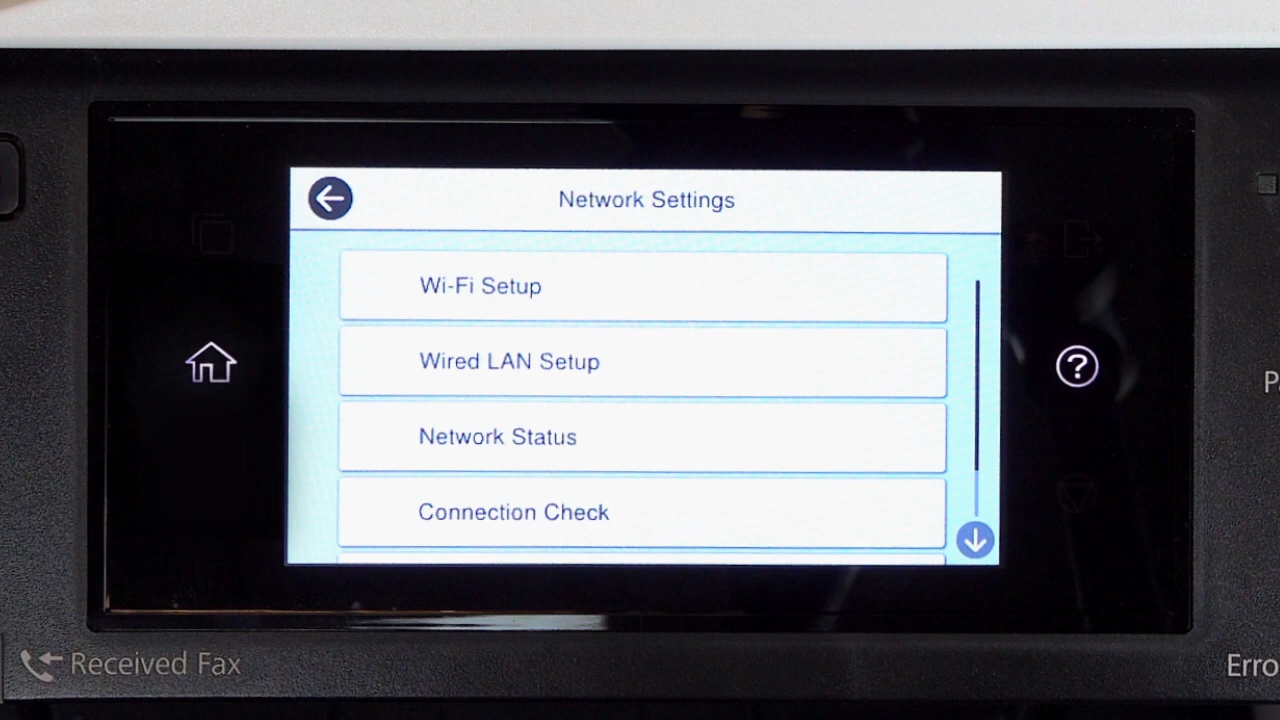 Network Settings
Wi-Fi Setup
Wired LAN Setup
Network Status
Connection Check
?
Received Fax